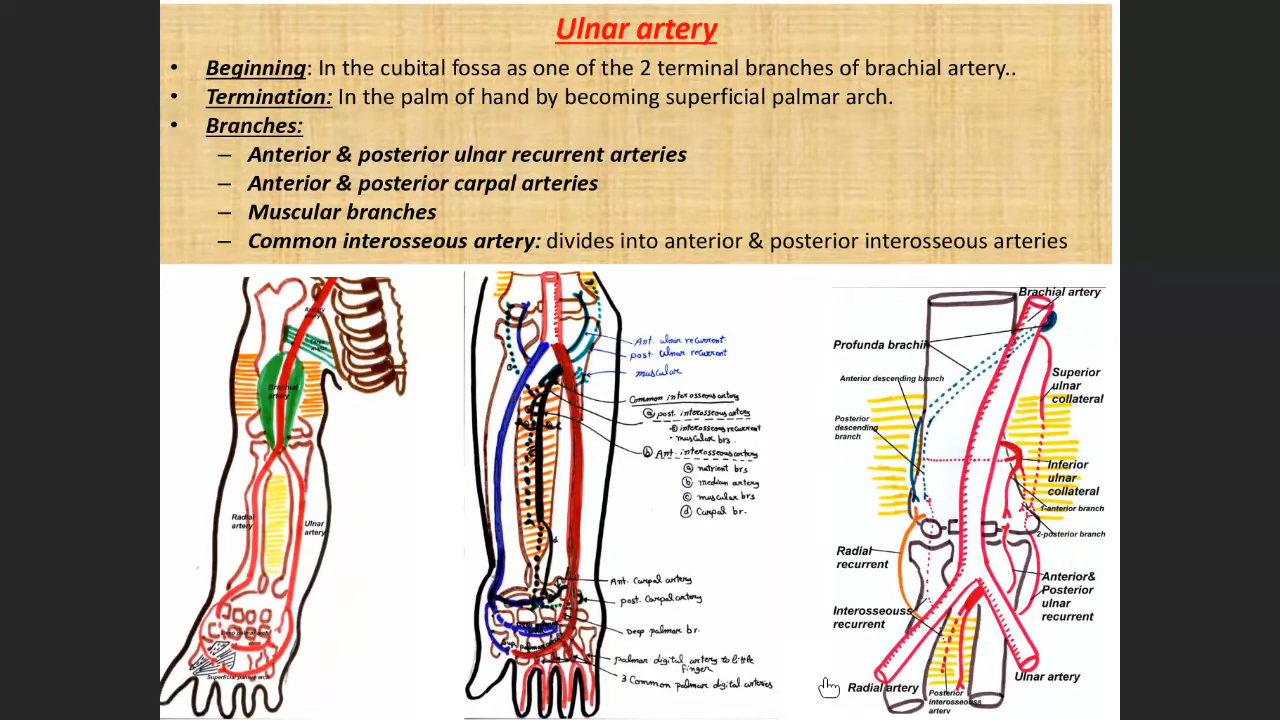 Ulnar artery
• Beginning: In the cubital fossa as one of the 2 terminal branches of brachial artery..
• Termination: In the palm of hand by becoming superficial palmar arch.
• Branches:
– Anterior & posterior ulnar recurrent arteries
– Anterior & posterior carpal arteries
– Muscular branches
– Common interosseous artery: divides into anterior & posterior interosseous arteries
Brachial
artery
Radial
artery
Ulnar
artery
Deep palmar arch
Superficial palmar arch
Ant. ulnar recurrent.
post. ulnar recurrent
muscular
Common interosseous artery
ⓐ post. interosseous artery
interosseous recurrent
• muscular brs.
ⓑ Ant. interosseous artery
ⓐ nutrient brs
ⓑ median artery
ⓒ muscular brs
ⓓ Carpal br.
d
Ant. Carpal artery
post. Carpal artery
Deep palmar br.
palmar digital artery to little
finger
3 Common palmar digital arteries
Brachial artery
Profunda brachii
Anterior descending branch
Posterior
descending
branch
Superior
ulnar
collateral
Inferior
ulnar
collateral
1-anterior branch
2-posterior branch
Radial
recurrent
Anterior&
Posterior
ulnar
recurrent
Interosseouss
recurrent
Radial artery
Posterior
interosseouss
artery
Ulnar artery